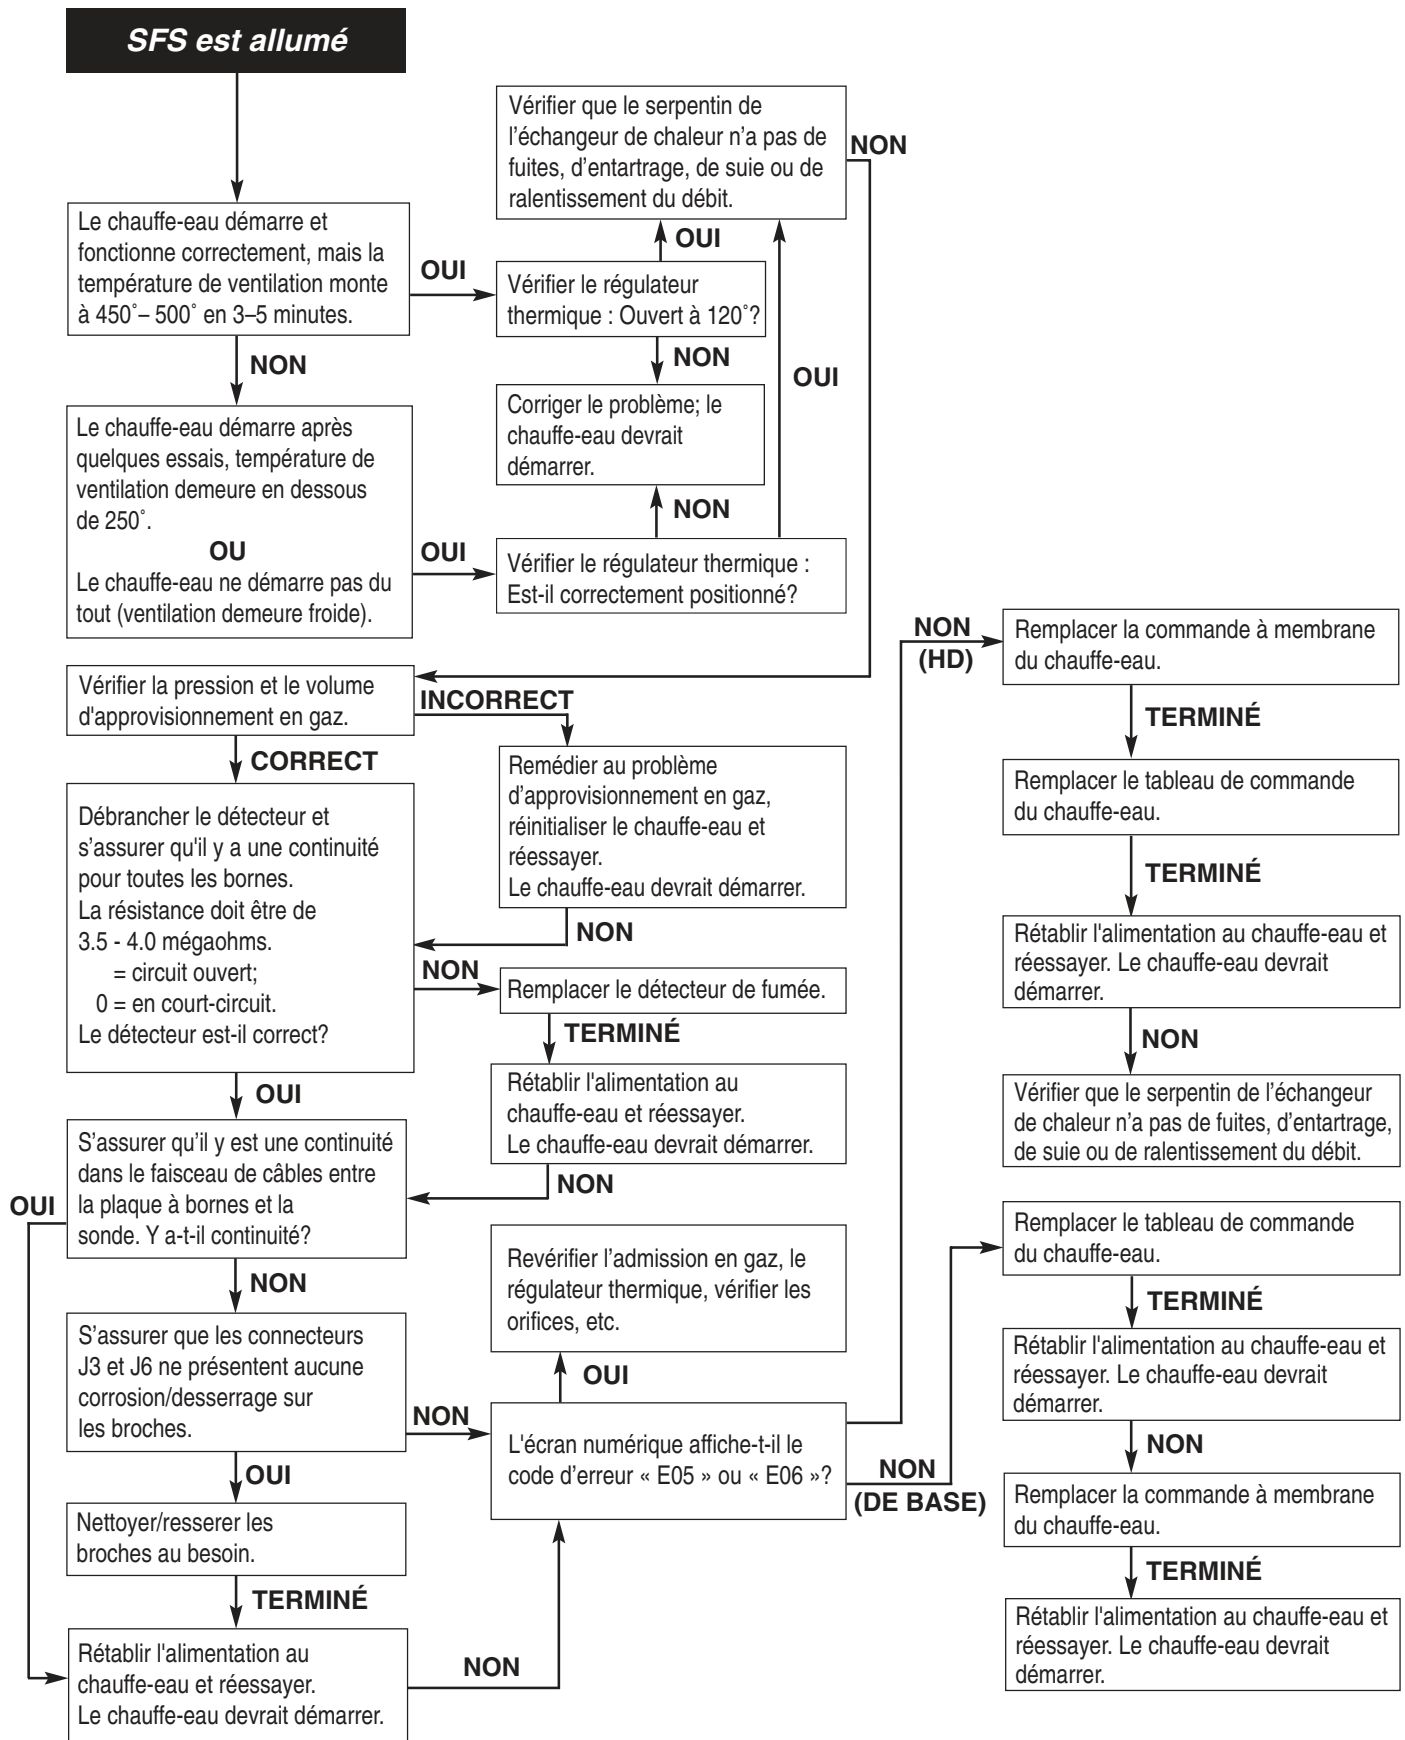 SFS est allumé
Le chauffe-eau démarre et
fonctionne correctement, mais la
température de ventilation monte
à 450˚– 500˚ en 3–5 minutes.
OUI
NON
Vérifier que le serpentin de
l’échangeur de chaleur n’a pas de
fuites, d’entartrage, de suie ou de
ralentissement du débit.
NON
OUI
Vérifier le régulateur
thermique : Ouvert à 120˚?
NON
OUI
Corriger le problème; le
chauffe-eau devrait
démarrer.
NON
Le chauffe-eau démarre après
quelques essais, température de
ventilation demeure en dessous
de 250˚.
OU
Le chauffe-eau ne démarre pas du
tout (ventilation demeure froide).
OUI
Vérifier le régulateur thermique :
Est-il correctement positionné?
Vérifier la pression et le volume
d'approvisionnement en gaz.
INCORRECT
CORRECT
Remédier au problème
d’approvisionnement en gaz,
réinitialiser le chauffe-eau et
réessayer.
Le chauffe-eau devrait démarrer.
NON
Débrancher le détecteur et
s’assurer qu'il y a une continuité
pour toutes les bornes.
La résistance doit être de
3.5 - 4.0 mégaohms.
= circuit ouvert;
0 = en court-circuit.
Le détecteur est-il correct?
NON
OUI
Remplacer le détecteur de fumée.
TERMINÉ
Rétablir l'alimentation au
chauffe-eau et réessayer.
Le chauffe-eau devrait démarrer.
NON
S’assurer qu’il y est une continuité
dans le faisceau de câbles entre
la plaque à bornes et la
sonde. Y a-t-il continuité?
OUI
NON
S’assurer que les connecteurs
J3 et J6 ne présentent aucune
corrosion/desserrage sur
les broches.
NON
OUI
Nettoyer/resserer les
broches au besoin.
TERMINÉ
Rétablir l'alimentation au
chauffe-eau et réessayer.
Le chauffe-eau devrait démarrer.
NON
Revérifier l’admission en gaz, le
régulateur thermique, vérifier les
orifices, etc.
OUI
L'écran numérique affiche-t-il le
code d’erreur « E05 » ou « E06 »?
NON
(HD)
NON
(DE BASE)
Remplacer la commande à membrane
du chauffe-eau.
TERMINÉ
Remplacer le tableau de commande
du chauffe-eau.
TERMINÉ
Rétablir l'alimentation au chauffe-eau et
réessayer. Le chauffe-eau devrait
démarrer.
NON
Vérifier que le serpentin de l’échangeur
de chaleur n’a pas de fuites, d’entartrage,
de suie ou de ralentissement du débit.
Remplacer le tableau de commande
du chauffe-eau.
TERMINÉ
Rétablir l'alimentation au chauffe-eau et
réessayer. Le chauffe-eau devrait
démarrer.
NON
Remplacer la commande à membrane
du chauffe-eau.
TERMINÉ
Rétablir l'alimentation au chauffe-eau et
réessayer. Le chauffe-eau devrait
démarrer.